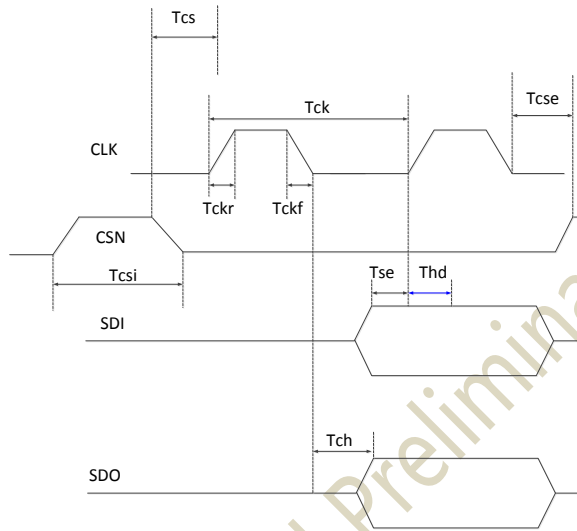 Tcs
Tck
Tcse
CLK
Tckr
Tckf
CSN
Tcsi
Tse
Thd
SDI
Tch
SDO